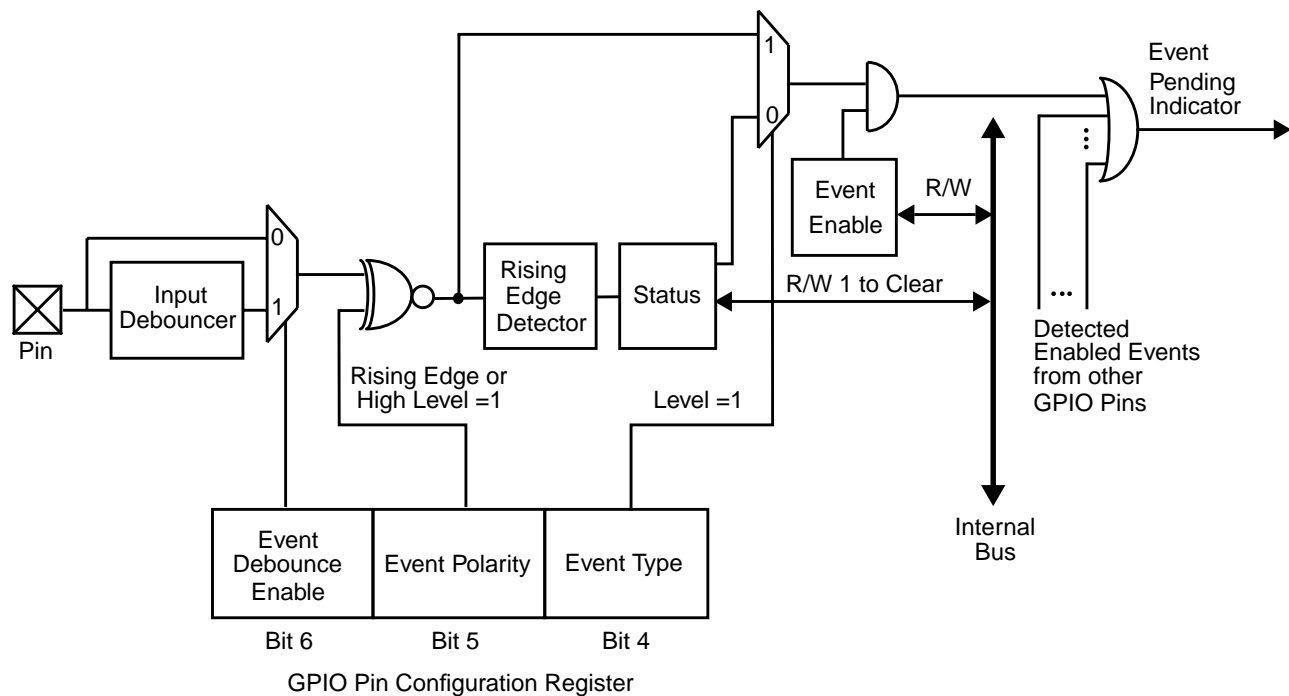 Event
Pending
Indicator
1
0
Event
Enable
R/W
0
1
Input
Debouncer
Pin
Rising
Edge
Detector
Status
R/W 1 to Clear
...
...
Detected
Enabled Events
from other
GPIO Pins
Rising Edge or
High Level =1
Level =1
Internal
Bus
Event
Debounce
Enable
Event Polarity
Event Type
Bit 6
Bit 5
Bit 4
GPIO Pin Configuration Register